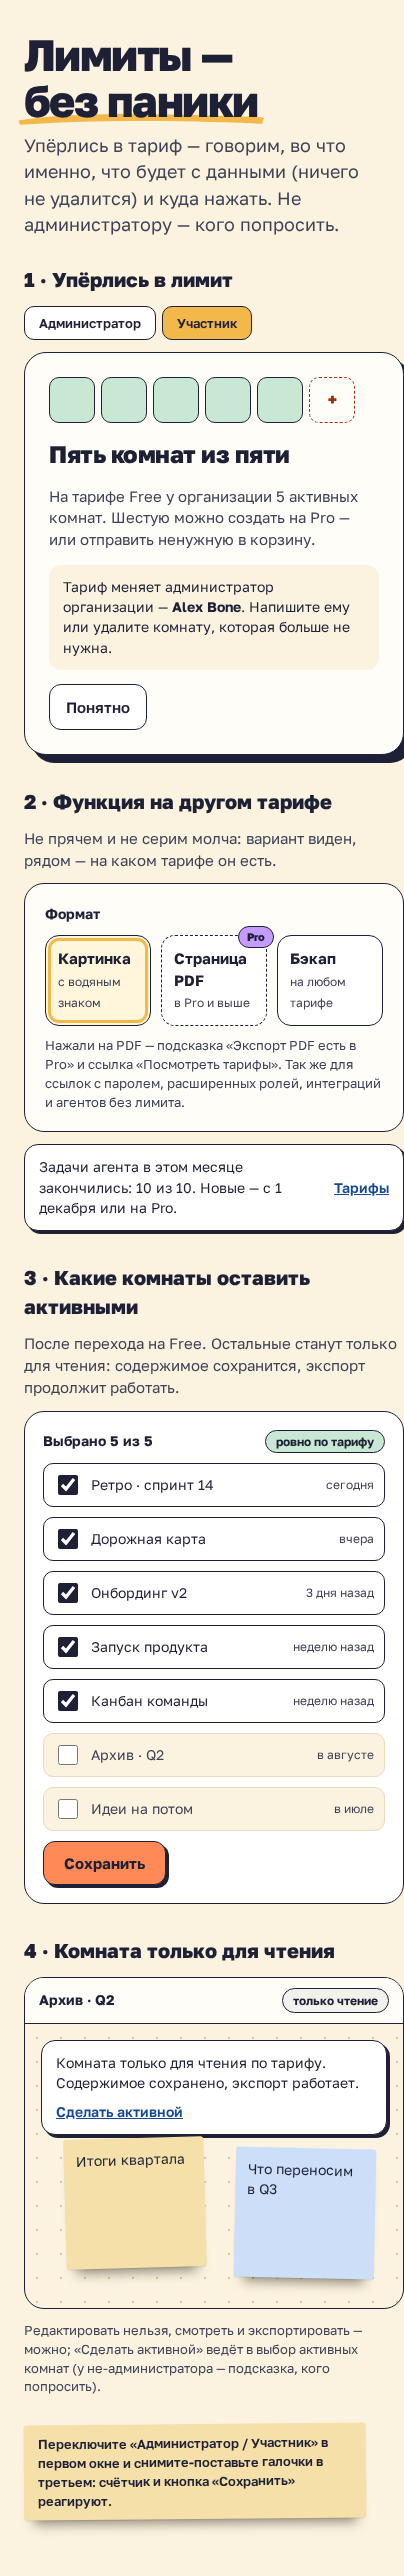 Лимиты —
без паники
Упёрлись в тариф — говорим, во что
именно, что будет с данными (ничего
не удалится) и куда нажать. Не
администратору — кого попросить.
1 · Упёрлись в лимит
Администратор
Участник
+
Пять комнат из пяти
На тарифе Free у организации 5 активных
комнат. Шестую можно создать на Pro —
или отправить ненужную в корзину.
Тариф меняет администратор
организации — Alex Bone. Напишите ему
или удалите комнату, которая больше не
нужна.
Понятно
2 · Функция на другом тарифе
Не прячем и не серим молча: вариант виден,
рядом — на каком тарифе он есть.
Формат
Pro
Картинка
с водяным
знаком
Страница
PDF
в Pro и выше
Бэкап
на любом
тарифе
Нажали на PDF — подсказка «Экспорт PDF есть в
Pro» и ссылка «Посмотреть тарифы». Так же для
ссылок с паролем, расширенных ролей, интеграций
и агентов без лимита.
Задачи агента в этом месяце
закончились: 10 из 10. Новые — с 1
декабря или на Pro.
Тарифы
3 · Какие комнаты оставить
активными
После перехода на Free. Остальные станут только
для чтения: содержимое сохранится, экспорт
продолжит работать.
Выбрано 5 из 5
ровно по тарифу
Ретро · спринт 14
сегодня
Дорожная карта
вчера
Онбординг v2
3 дня назад
Запуск продукта
неделю назад
Канбан команды
неделю назад
Архив · Q2
в августе
Идеи на потом
в июле
Сохранить
4 · Комната только для чтения
Архив · Q2
только чтение
Комната только для чтения по тарифу.
Содержимое сохранено, экспорт работает.
Сделать активной
Итоги квартала
Что переносим
в Q3
Редактировать нельзя, смотреть и экспортировать —
можно; «Сделать активной» ведёт в выбор активных
комнат (у не-администратора — подсказка, кого
попросить).
Переключите «Администратор / Участник» в
первом окне и снимите-поставьте галочки в
третьем: счётчик и кнопка «Сохранить»
реагируют.